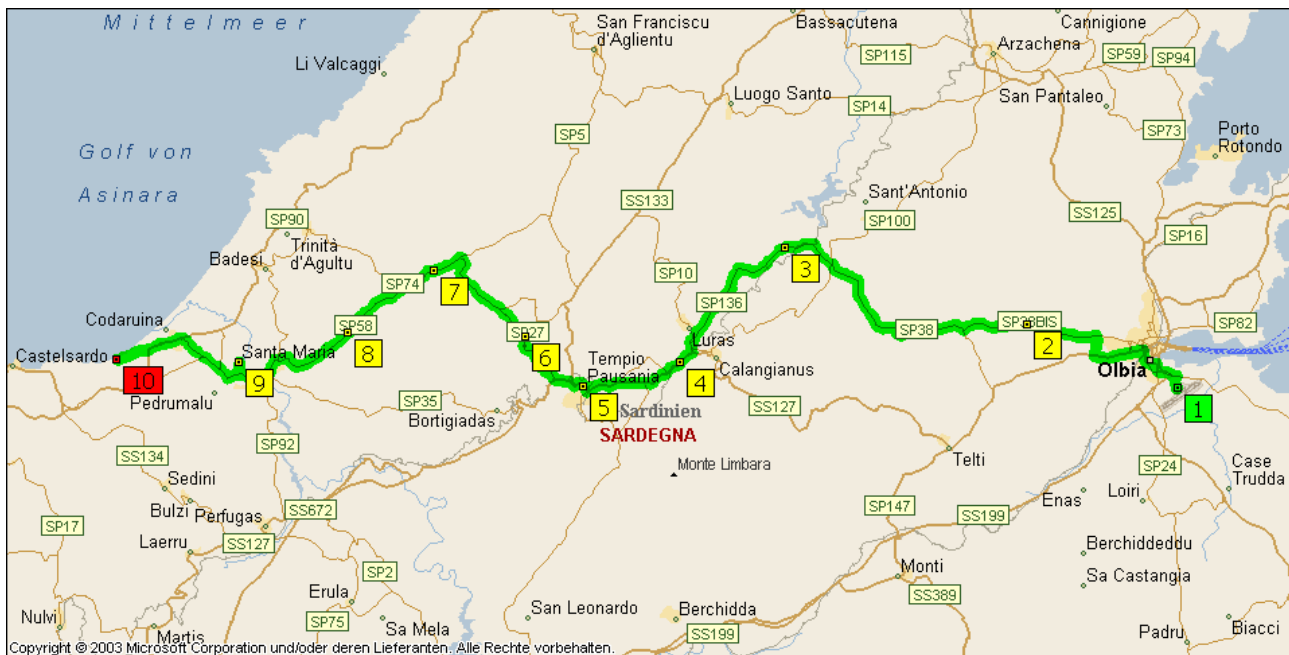 Mittelmeer
San Franciscu
d'Aglientu
Bassacutena
Cannigione
Arzachena
SP59
SP94
SP5
SP115
Li Valcaggi
Luogo Santo
SP14
San Pantaleo
SP73
Porto
Rotondo
Golf von
Asinara
SS133
Sant'Antonio
SP100
SS125
SP16
SP90
Trinità
d'Agultu
Badesi
SP10
3
SP74
7
SP136
Codaruina
SP58
SP27
Luras
SP38
SP38BIS
SP82
2
Castelsardo
Santa Maria
8
6
Tempio
Pausania
4
Calangianus
Olbia
10
9
5
1
Pedrumalu
SP35
Bortigiadas
Sardinien
SARDEGNA
SS127
SP92
SS134
Monte Limbara
Telti
SP24
Case
Trudda
Sedini
Bulzi
Perfugas
SS672
Enas
Loiri
SP17
SS127
SP147
SS199
Laerru
Berchiddeddu
SP2
Monti
Erula
SS389
Sa Castangia
Nulvi
SP75
Sa Mela
San Leonardo
Berchidda
Martis
SS199
Padru
Biacci
Copyright © 2003 Microsoft Corporation und/oder deren Lieferanten. Alle Rechte vorbehalten.